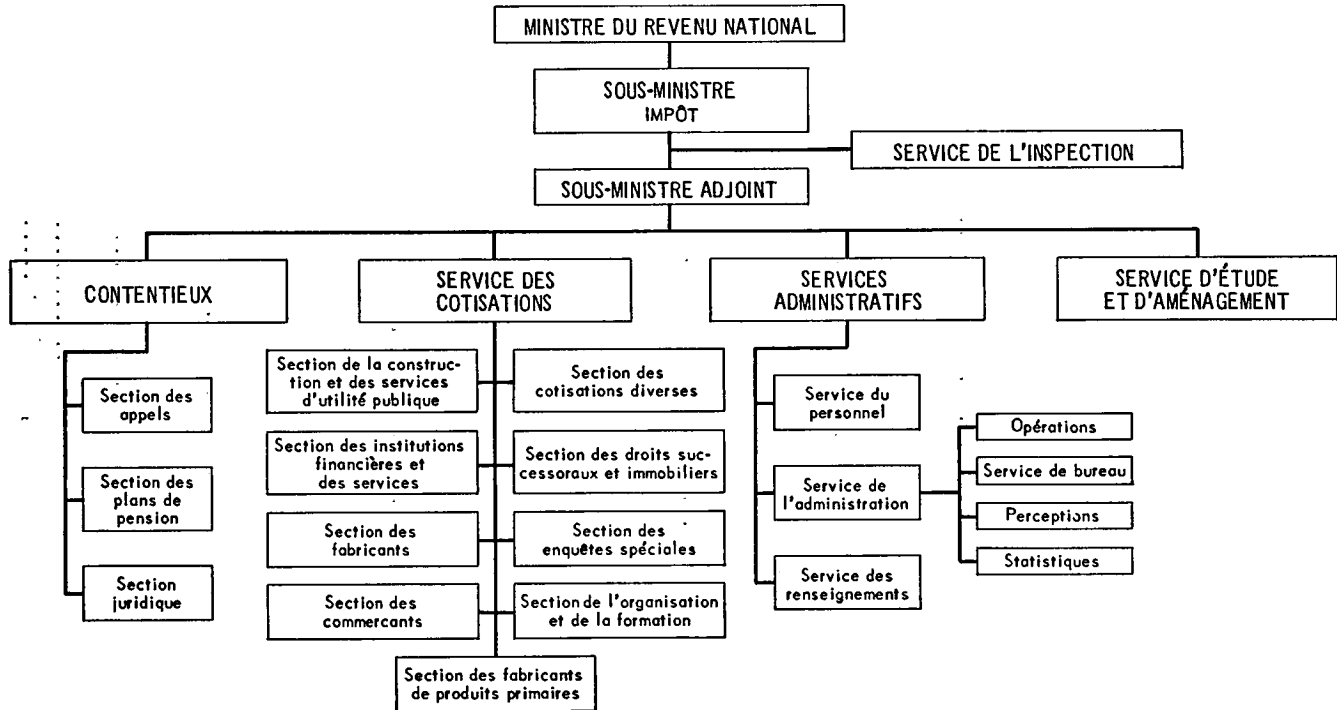 MINISTRE DU REVENU NATIONAL
SOUS-MINISTRE
IMPÔT
SERVICE DE L'INSPECTION
SOUS-MINISTRE ADJOINT
CONTENTIEUX
SERVICE DES
COTISATIONS
SERVICES
ADMINISTRATIFS
SERVICE D'ÉTUDE
ET D'AMÉNAGEMENT
Section des
appels
Section des
plans de
pension
Section
juridique
Section de la construc-
tion et des services
d'utilité publique
Section des
cotisations diverses
Section des institutions
financières et
des services
Section des droits suc-
cessoraux et immobiliers
Section des
fabricants
Section des
enquêtes spéciales
Section des
commercants
Section de l'organisation
et de la formation
Section des fabricants
de produits primaires
Service du
personnel
Service de
l'administration
Service des
renseignements
Opérations
Service de bureau
Perceptions
Statistiques